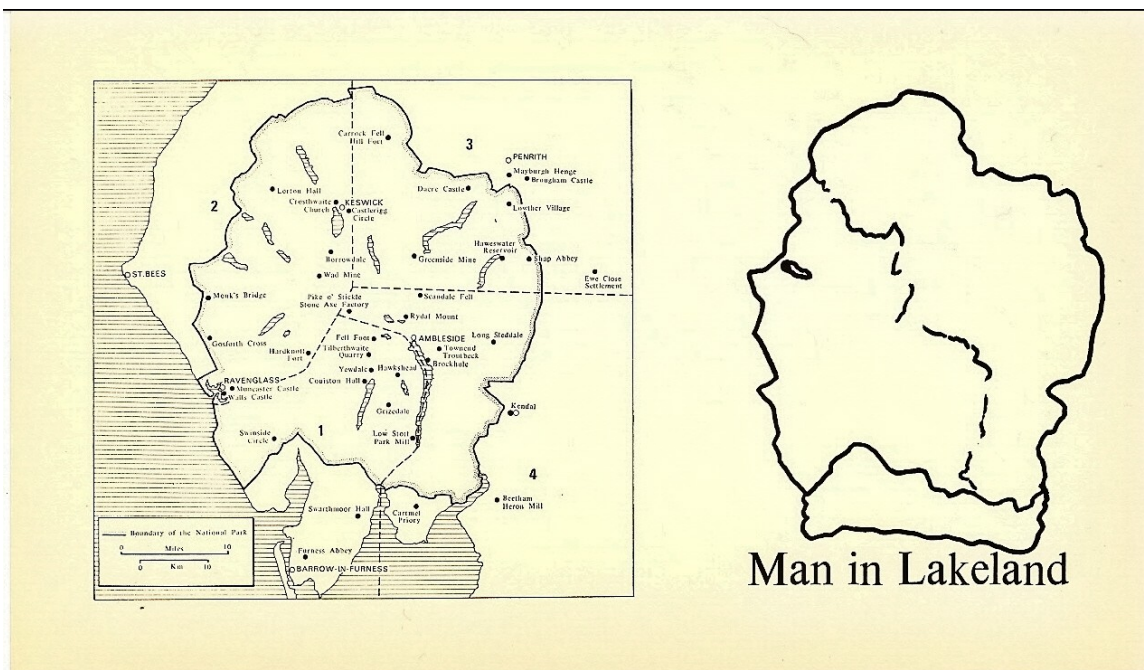 Carrock Fell
Hill Fort
3
PENRITH
Mayburgh Henge
Brougham Castle
Lorton Hall
Dacre Castle
2
Crosthwaite
Church
KESWICK
Castlerigg
Circle
Lowther Village
Borrowdale
Greenside Mine
Haweswater
Reservoir
Shap Abbey
ST.BEES
Wad Mine
Ewe Close
Settlement
Monk's Bridge
Pike o' Stickle
Stone Axe Factory
Scandale Fell
Rydal Mount
Gosforth Cross
Fell Foot
AMBLESIDE
Long Sleddale
Hardknott
Fort
Tilberthwaite
Quarry
Townend
Troutbeck
Brockhole
Yewdale
Hawkshead
RAVENGLASS
Coniston Hall
Muncaster Castle
Walls Castle
Grizedale
Kendal
Swinside
Circle
1
Low Stott
Park Mill
4
Beetham
Heron Mill
Swarthmoor Hall
Cartmel
Priory
Boundary of the National Park
0 Miles 10
0 Km 10
Furness Abbey
BARROW-IN-FURNESS
Man in Lakeland